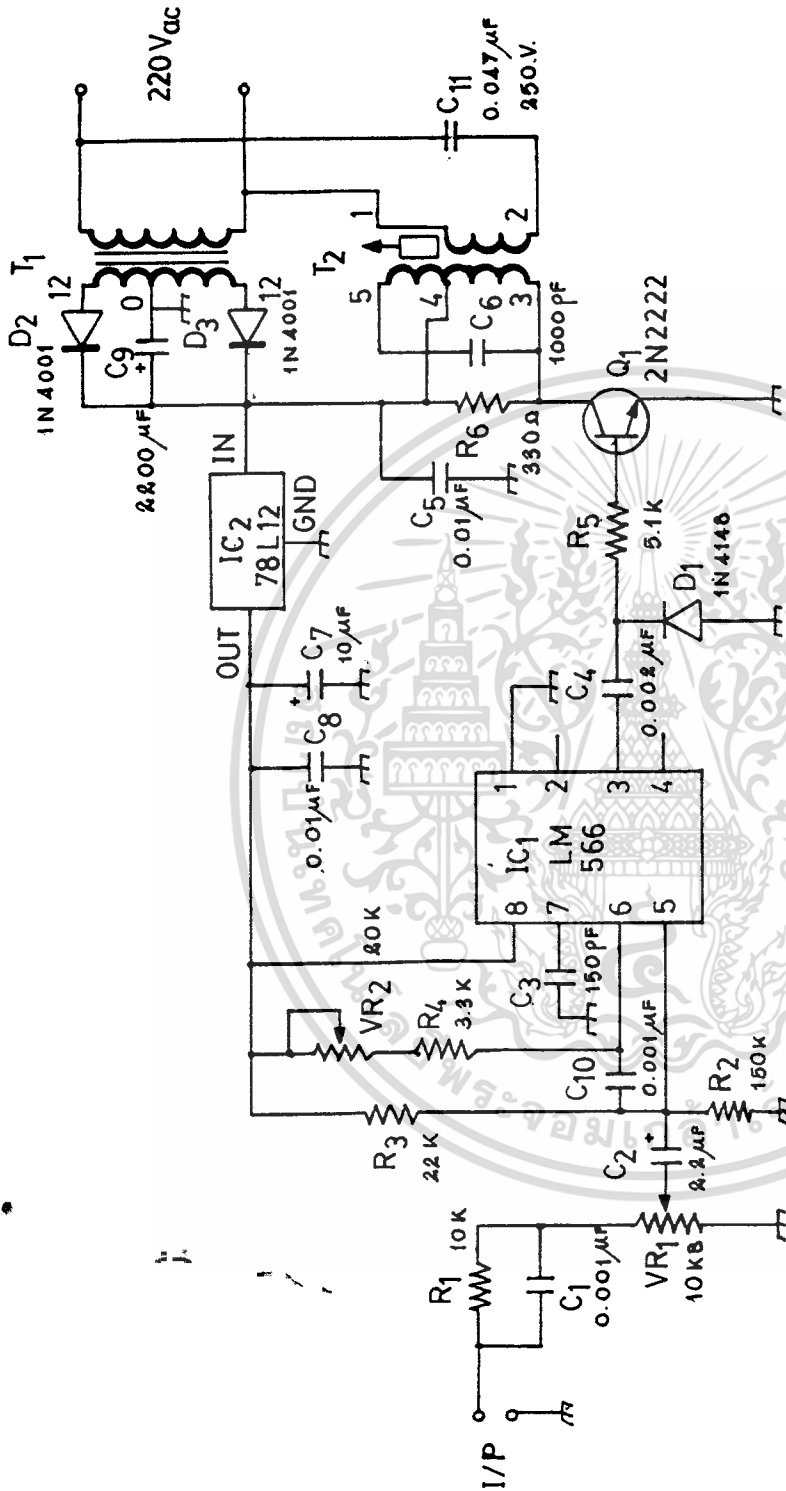 I/P
R1
10K
C1
0.001µF
VR1
10KB
C2
2.2µF
R3
22K
R2
150K
C10
0.001µF
R4
3.3K
VR2
20K
C3
150PF
8
7
6
5
IC1
LM
566
1
2
3
4
C8
0.01µF
C7
10µF
+
OUT
IC2
78L12
GND
IN
C4
0.002µF
D1
1N4148
R5
5.1K
Q1
2N2222
C5
0.01µF
R6
330Ω
C6
1000PF
2200µF
C9
+
D2
1N4001
D3
1N4001
12
0
12
T1
T2
5
4
3
1
2
C11
0.047µF
250.V.
220Vac